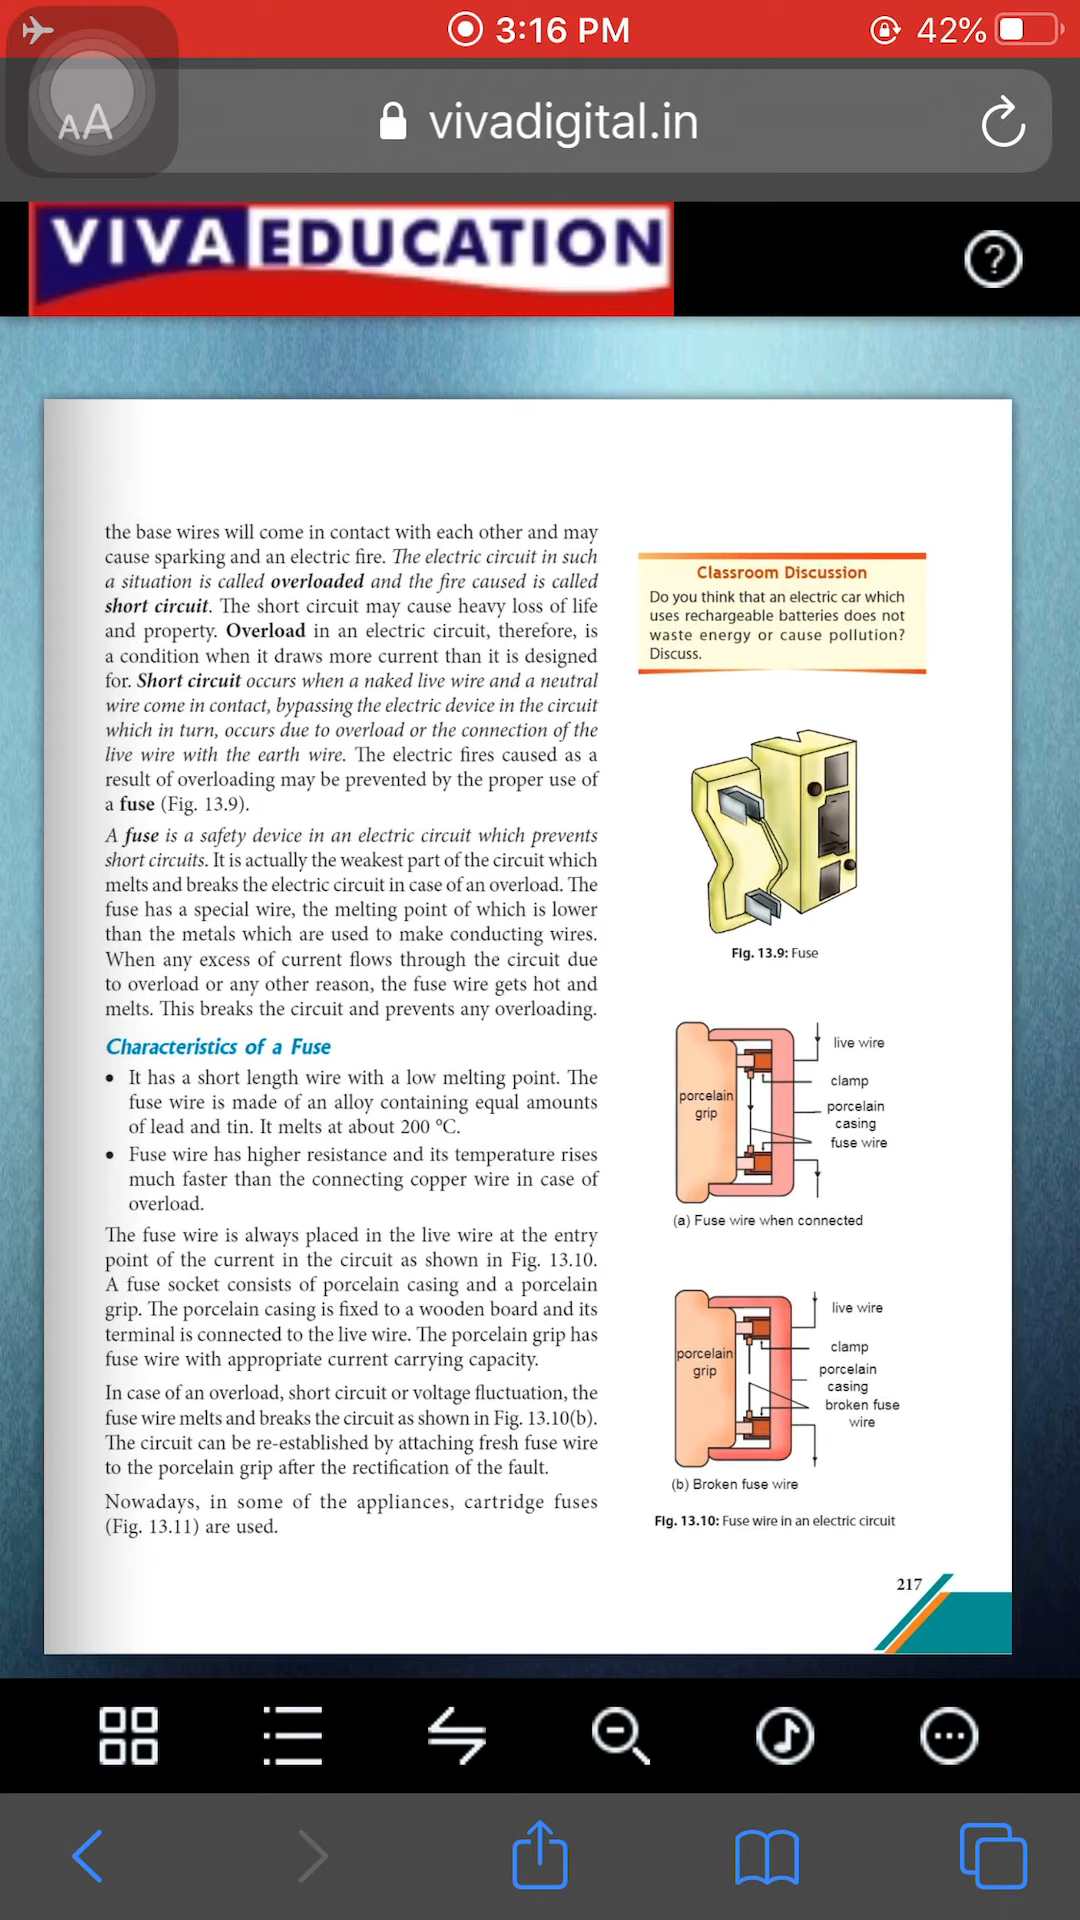 3:16 PM
42%
AA
vivadigital.in
VIVA EDUCATION
?
the base wires will come in contact with each other and may
cause sparking and an electric fire. The electric circuit in such
a situation is called overloaded and the fire caused is called
short circuit. The short circuit may cause heavy loss of life
and property. Overload in an electric circuit, therefore, is
a condition when it draws more current than it is designed
for. Short circuit occurs when a naked live wire and a neutral
wire come in contact, bypassing the electric device in the circuit
which in turn, occurs due to overload or the connection of the
live wire with the earth wire. The electric fires caused as a
result of overloading may be prevented by the proper use of
a fuse (Fig. 13.9).
A fuse is a safety device in an electric circuit which prevents
short circuits. It is actually the weakest part of the circuit which
melts and breaks the electric circuit in case of an overload. The
fuse has a special wire, the melting point of which is lower
than the metals which are used to make conducting wires.
When any excess of current flows through the circuit due
to overload or any other reason, the fuse wire gets hot and
melts. This breaks the circuit and prevents any overloading.
Characteristics of a Fuse
• It has a short length wire with a low melting point. The
fuse wire is made of an alloy containing equal amounts
of lead and tin. It melts at about 200 °C.
• Fuse wire has higher resistance and its temperature rises
much faster than the connecting copper wire in case of
overload.
The fuse wire is always placed in the live wire at the entry
point of the current in the circuit as shown in Fig. 13.10.
A fuse socket consists of porcelain casing and a porcelain
grip. The porcelain casing is fixed to a wooden board and its
terminal is connected to the live wire. The porcelain grip has
fuse wire with appropriate current carrying capacity.
In case of an overload, short circuit or voltage fluctuation, the
fuse wire melts and breaks the circuit as shown in Fig. 13.10(b).
The circuit can be re-established by attaching fresh fuse wire
to the porcelain grip after the rectification of the fault.
Nowadays, in some of the appliances, cartridge fuses
(Fig. 13.11) are used.
Classroom Discussion
Do you think that an electric car which
uses rechargeable batteries does not
waste energy or cause pollution?
Discuss.
Fig. 13.9: Fuse
live wire
clamp
porcelain
grip
porcelain
casing
fuse wire
(a) Fuse wire when connected
live wire
clamp
porcelain
grip
porcelain
casing
broken fuse
wire
(b) Broken fuse wire
Fig. 13.10: Fuse wire in an electric circuit
217